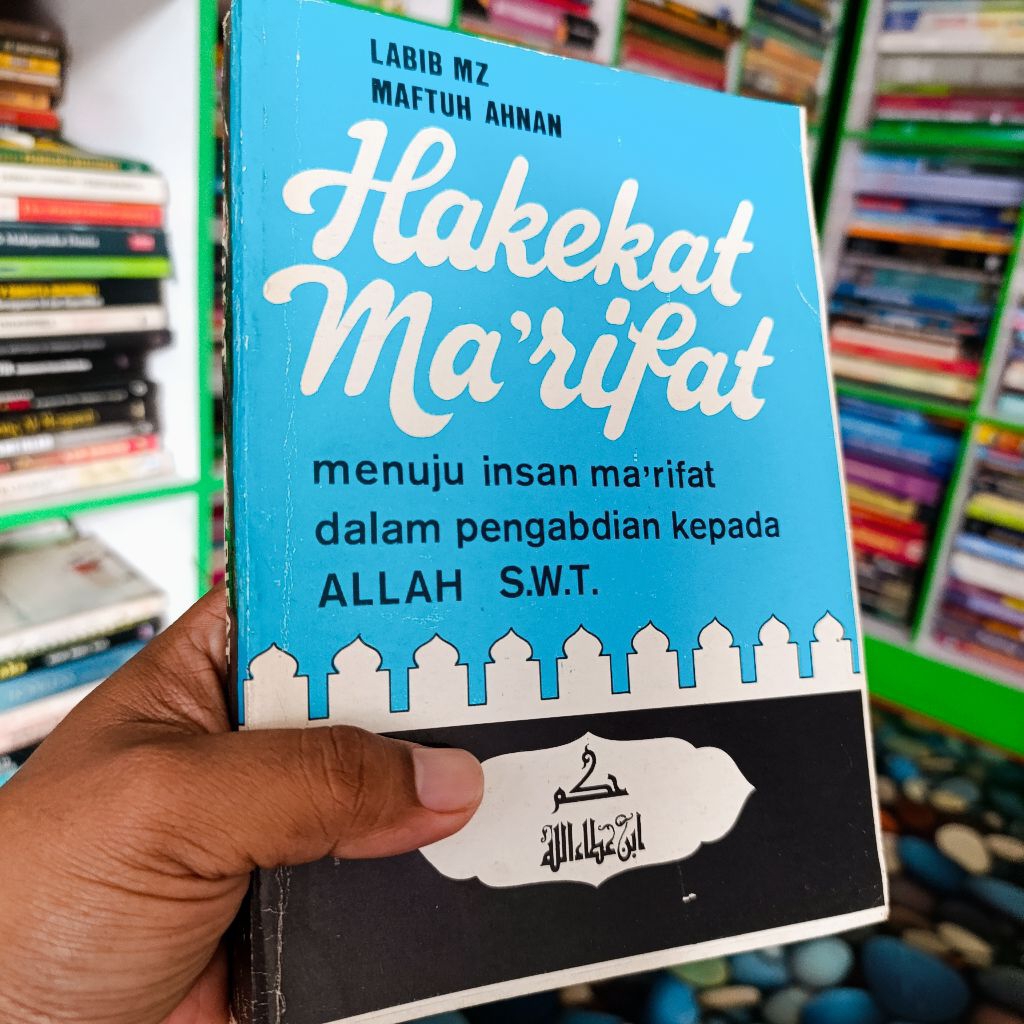 LABIB MZ
MAFTUH AHNAN
Hakekat
Ma'rifat
menuju insan ma'rifat
dalam pengabdian kepada
ALLAH S.W.T.
حكم
ابن عطاء الله